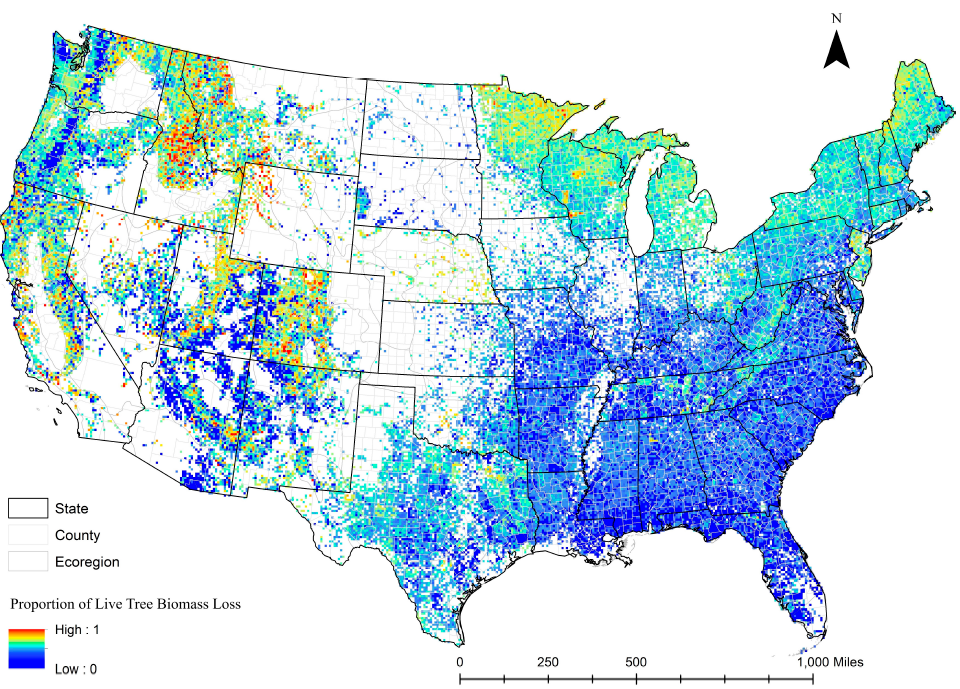 N
State
County
Ecoregion
Proportion of Live Tree Biomass Loss
High : 1
Low : 0
0 250 500 1,000 Miles